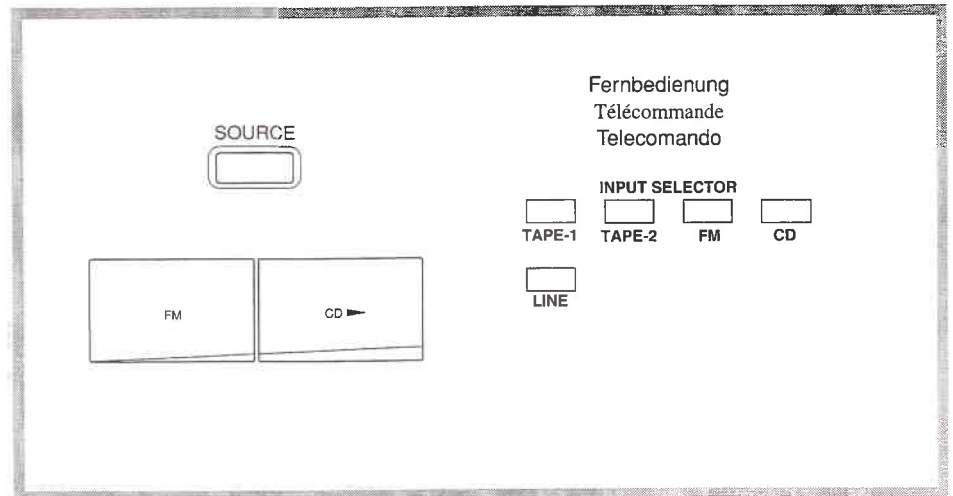 SOURCE
FM
CD
Fernbedienung
Télécommande
Telecomando
INPUT SELECTOR
TAPE-1 TAPE-2 FM CD
LINE